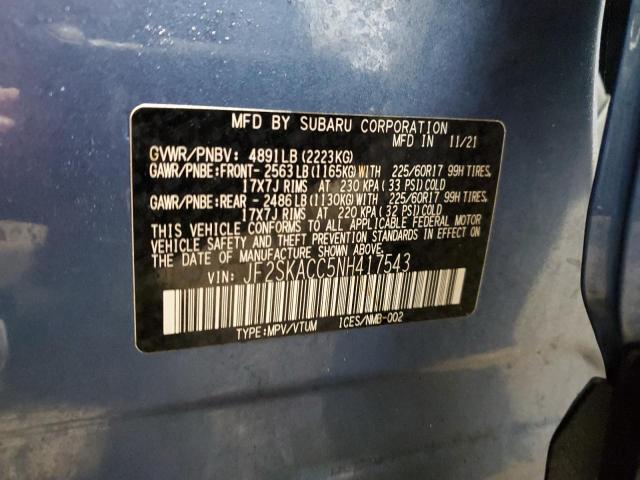 MFD BY SUBARU CORPORATION
MFD IN 11/21
GVWR/PNBV: 4891LB (2223KG)
GAWR/PNBE:FRONT- 2563LB (1165KG)WITH 225/60R17 99H TIRES,
17X7J RIMS AT 230 KPA (33 PSI)COLD
GAWR/PNBE:REAR - 2486LB (1130KG)WITH 225/60R17 99H TIRES,
17X7J RIMS AT 220 KPA (32 PSI)COLD
THIS VEHICLE CONFORMS TO ALL APPLICABLE FEDERAL MOTOR
VEHICLE SAFETY AND THEFT PREVENTION STANDARDS IN EFFECT
ON THE DATE OF MANUFACTURE SHOWN ABOVE.
VIN: JF2SKACC5NH417543
TYPE:MPV/VTUM ICES/NMB-002